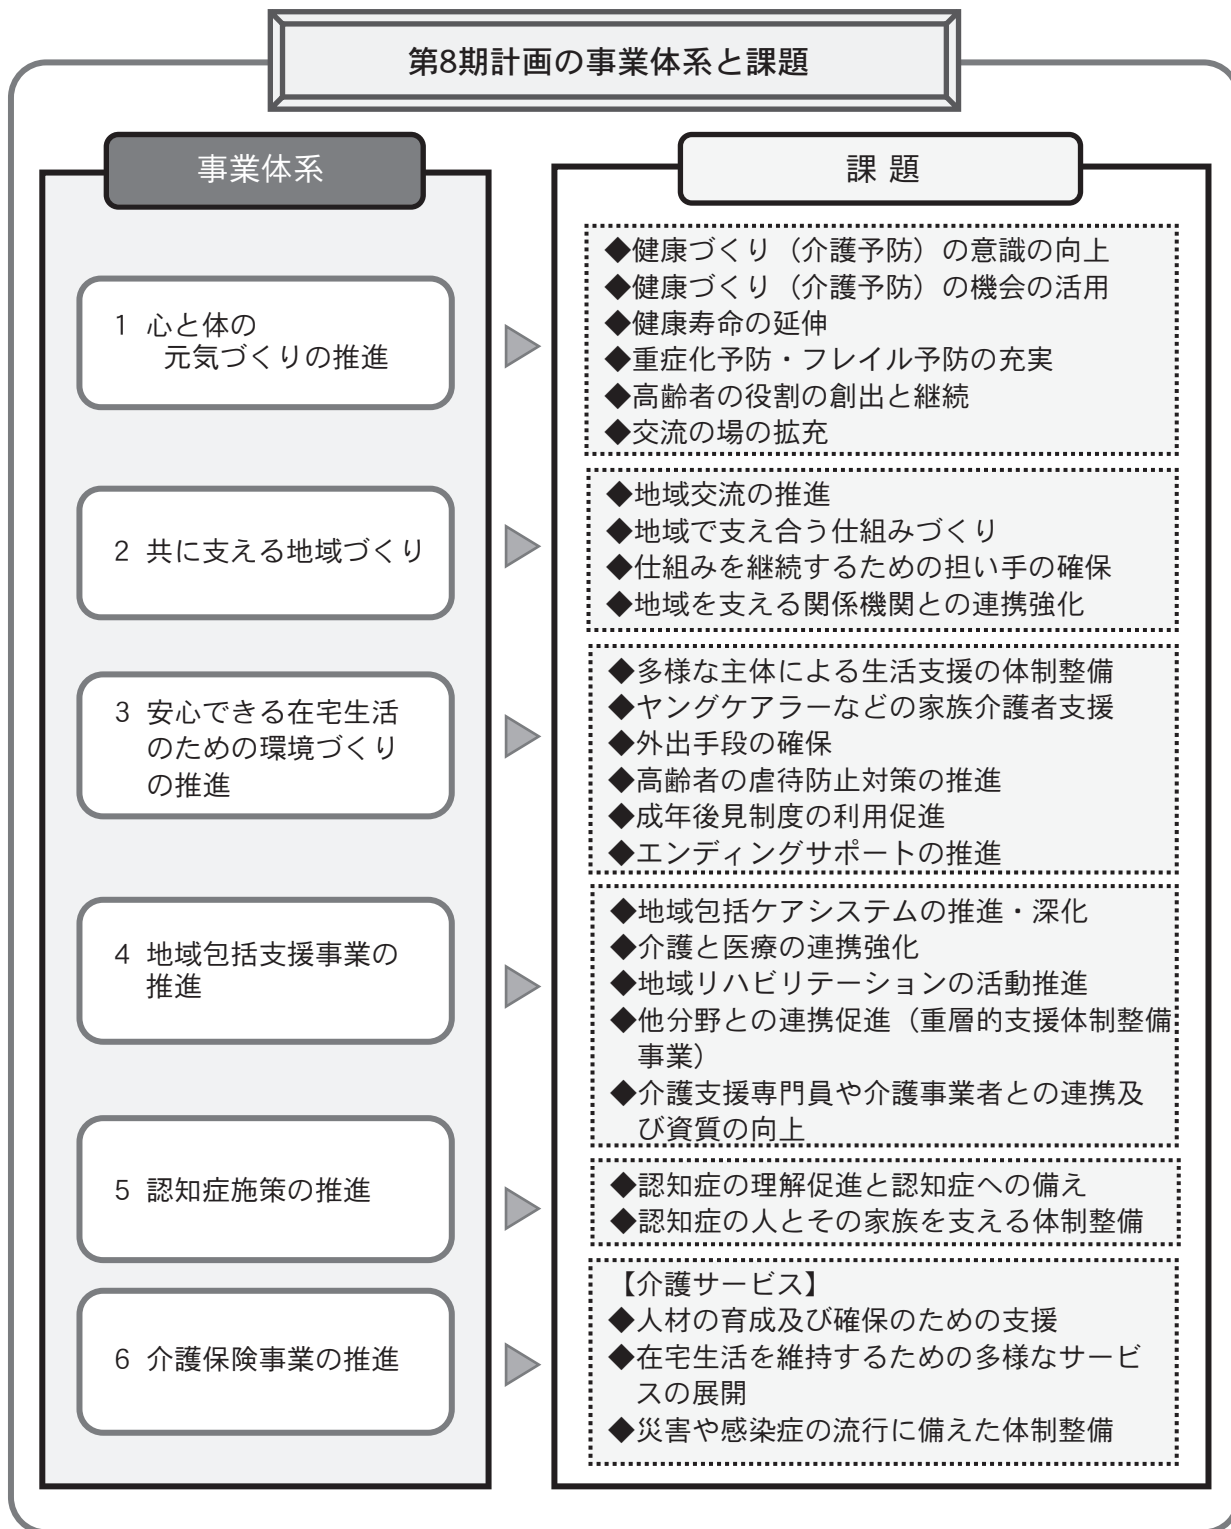 第8期計画の事業体系と課題
事業体系
課 題
1 心と体の
元気づくりの推進
◆健康づくり（介護予防）の意識の向上
◆健康づくり（介護予防）の機会の活用
◆健康寿命の延伸
◆重症化予防・フレイル予防の充実
◆高齢者の役割の創出と継続
◆交流の場の拡充
2 共に支える地域づくり
◆地域交流の推進
◆地域で支え合う仕組みづくり
◆仕組みを継続するための担い手の確保
◆地域を支える関係機関との連携強化
3 安心できる在宅生活
のための環境づくり
の推進
◆多様な主体による生活支援の体制整備
◆ヤングケアラーなどの家族介護者支援
◆外出手段の確保
◆高齢者の虐待防止対策の推進
◆成年後見制度の利用促進
◆エンディングサポートの推進
4 地域包括支援事業の
推進
◆地域包括ケアシステムの推進・深化
◆介護と医療の連携強化
◆地域リハビリテーションの活動推進
◆他分野との連携促進（重層的支援体制整備
事業）
◆介護支援専門員や介護事業者との連携及
び資質の向上
5 認知症施策の推進
◆認知症の理解促進と認知症への備え
◆認知症の人とその家族を支える体制整備
6 介護保険事業の推進
【介護サービス】
◆人材の育成及び確保のための支援
◆在宅生活を維持するための多様なサービ
スの展開
◆災害や感染症の流行に備えた体制整備